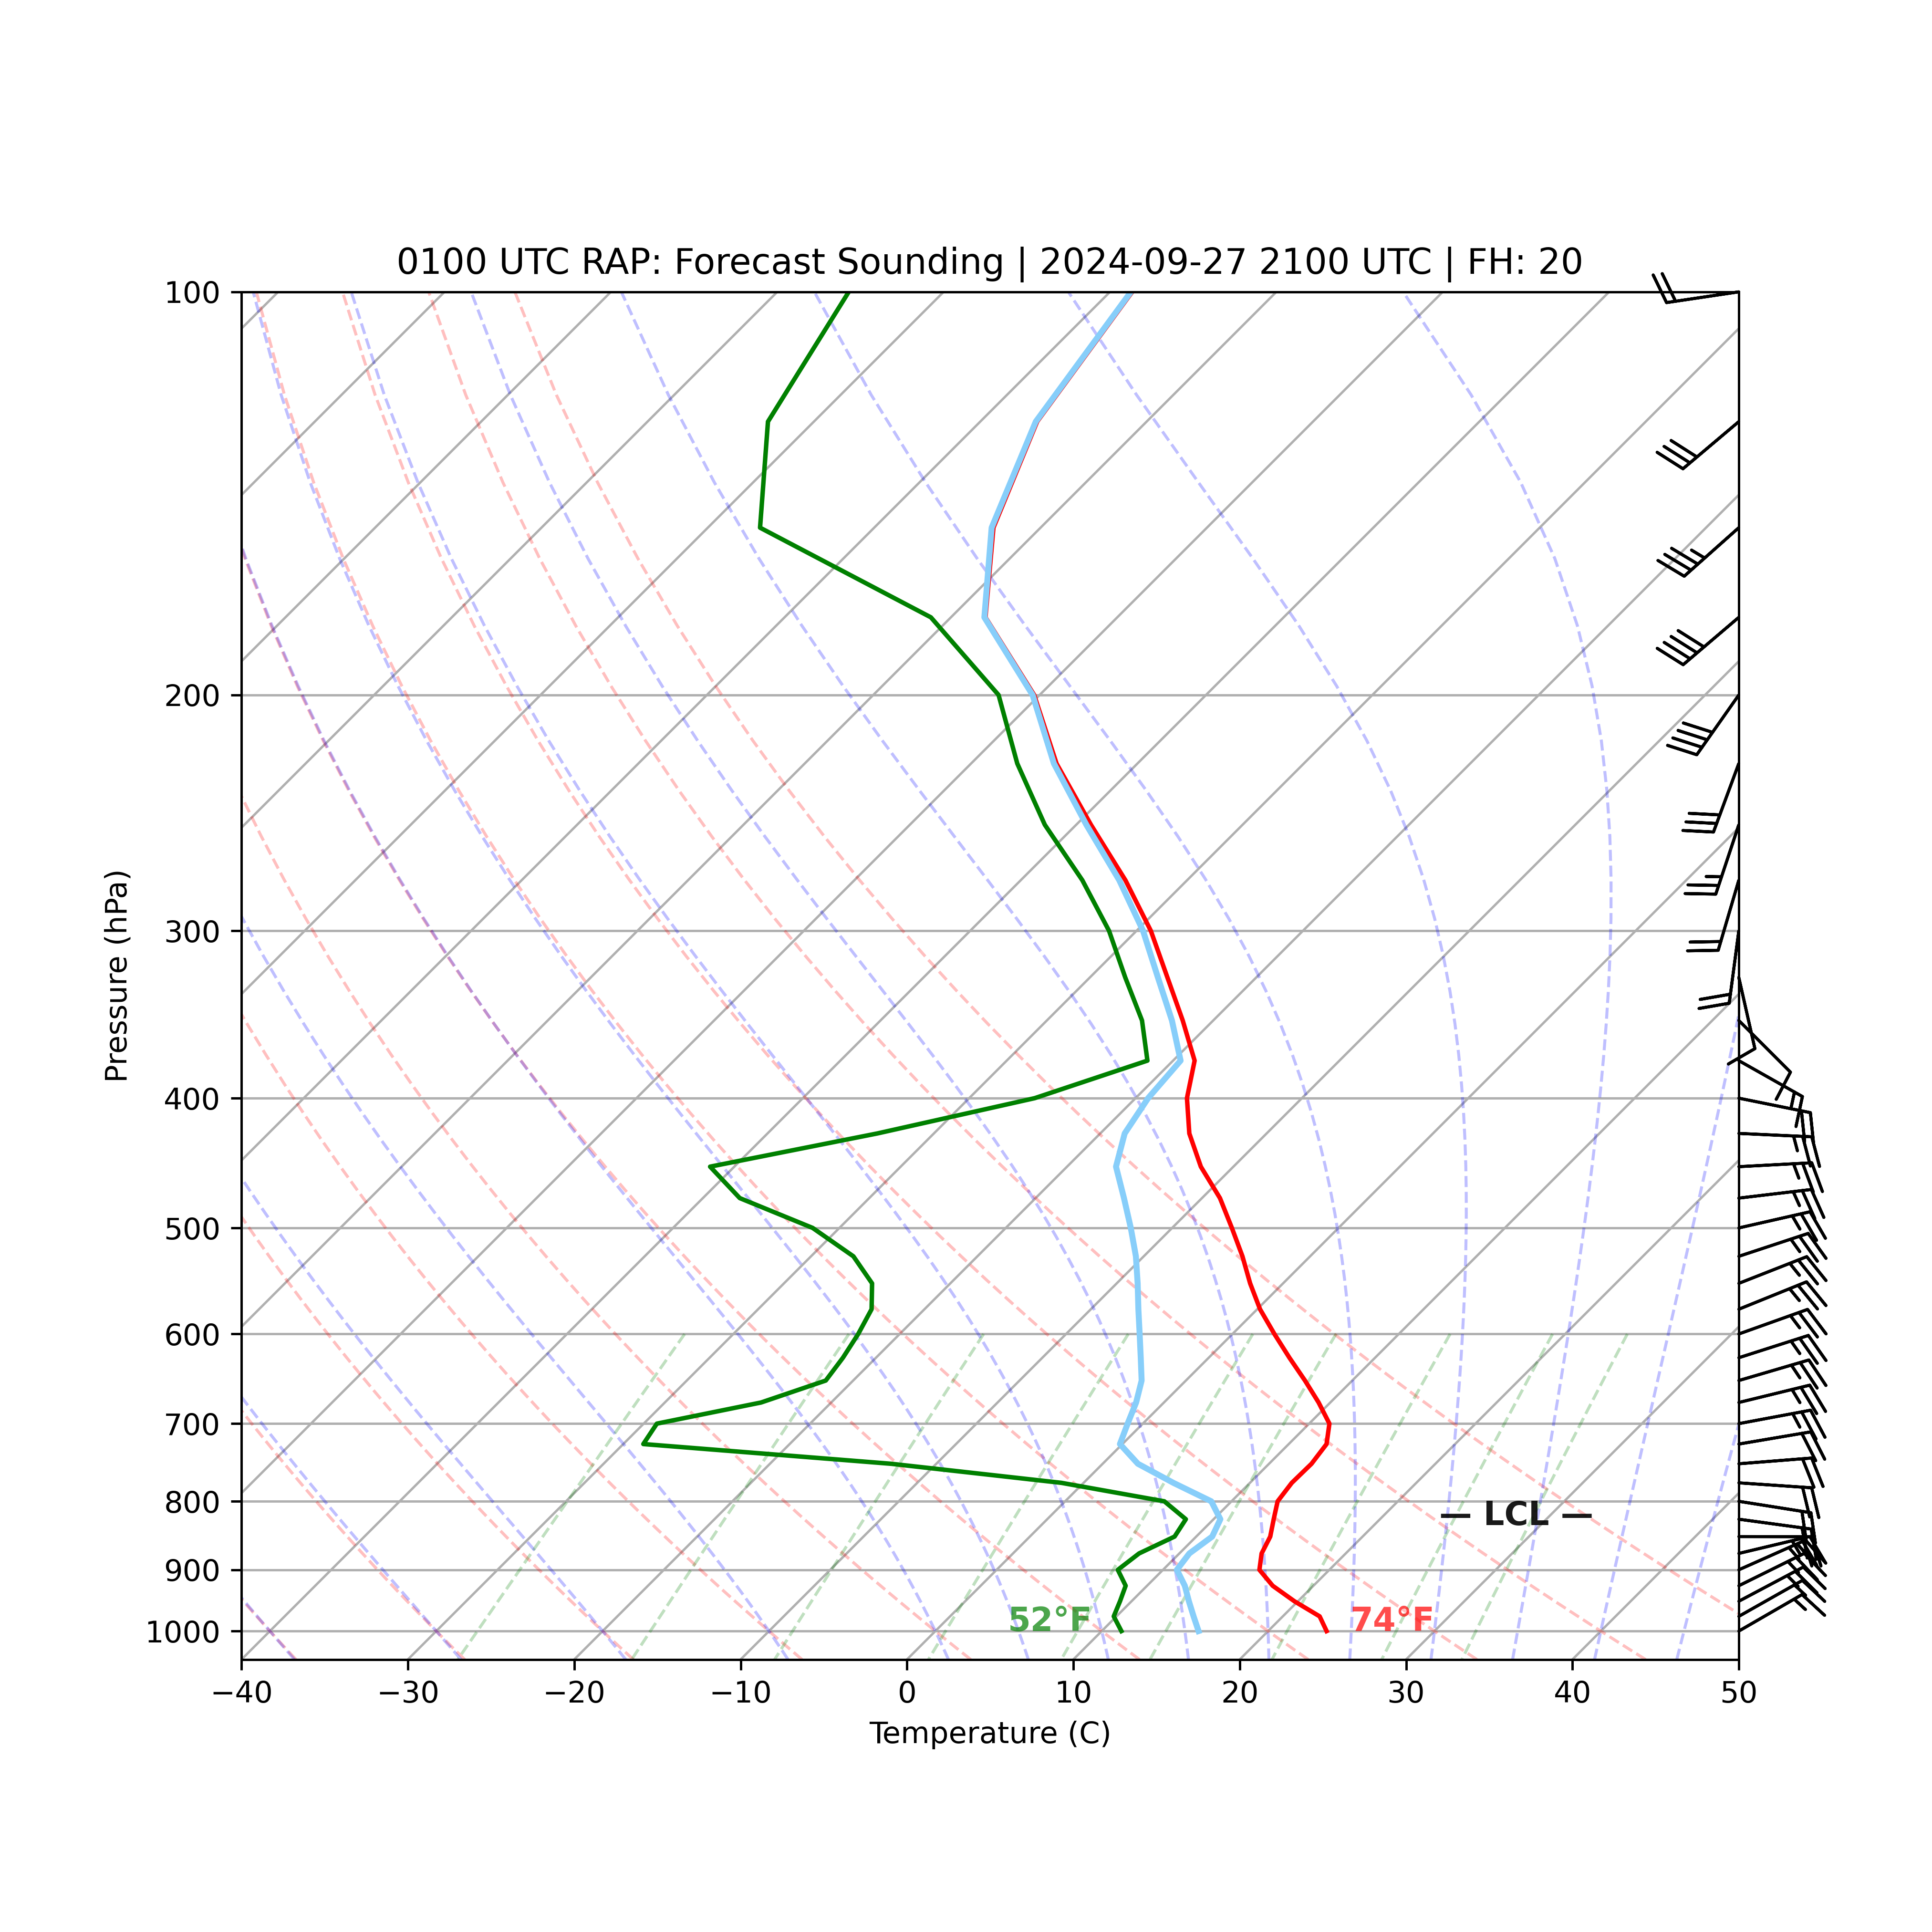 0100 UTC RAP: Forecast Sounding | 2024-09-27 2100 UTC | FH: 20
100
200
300
400
500
600
700
800
900
1000
Pressure (hPa)
— LCL —
52°F
74°F
−40 −30 −20 −10 0 10 20 30 40 50
Temperature (C)